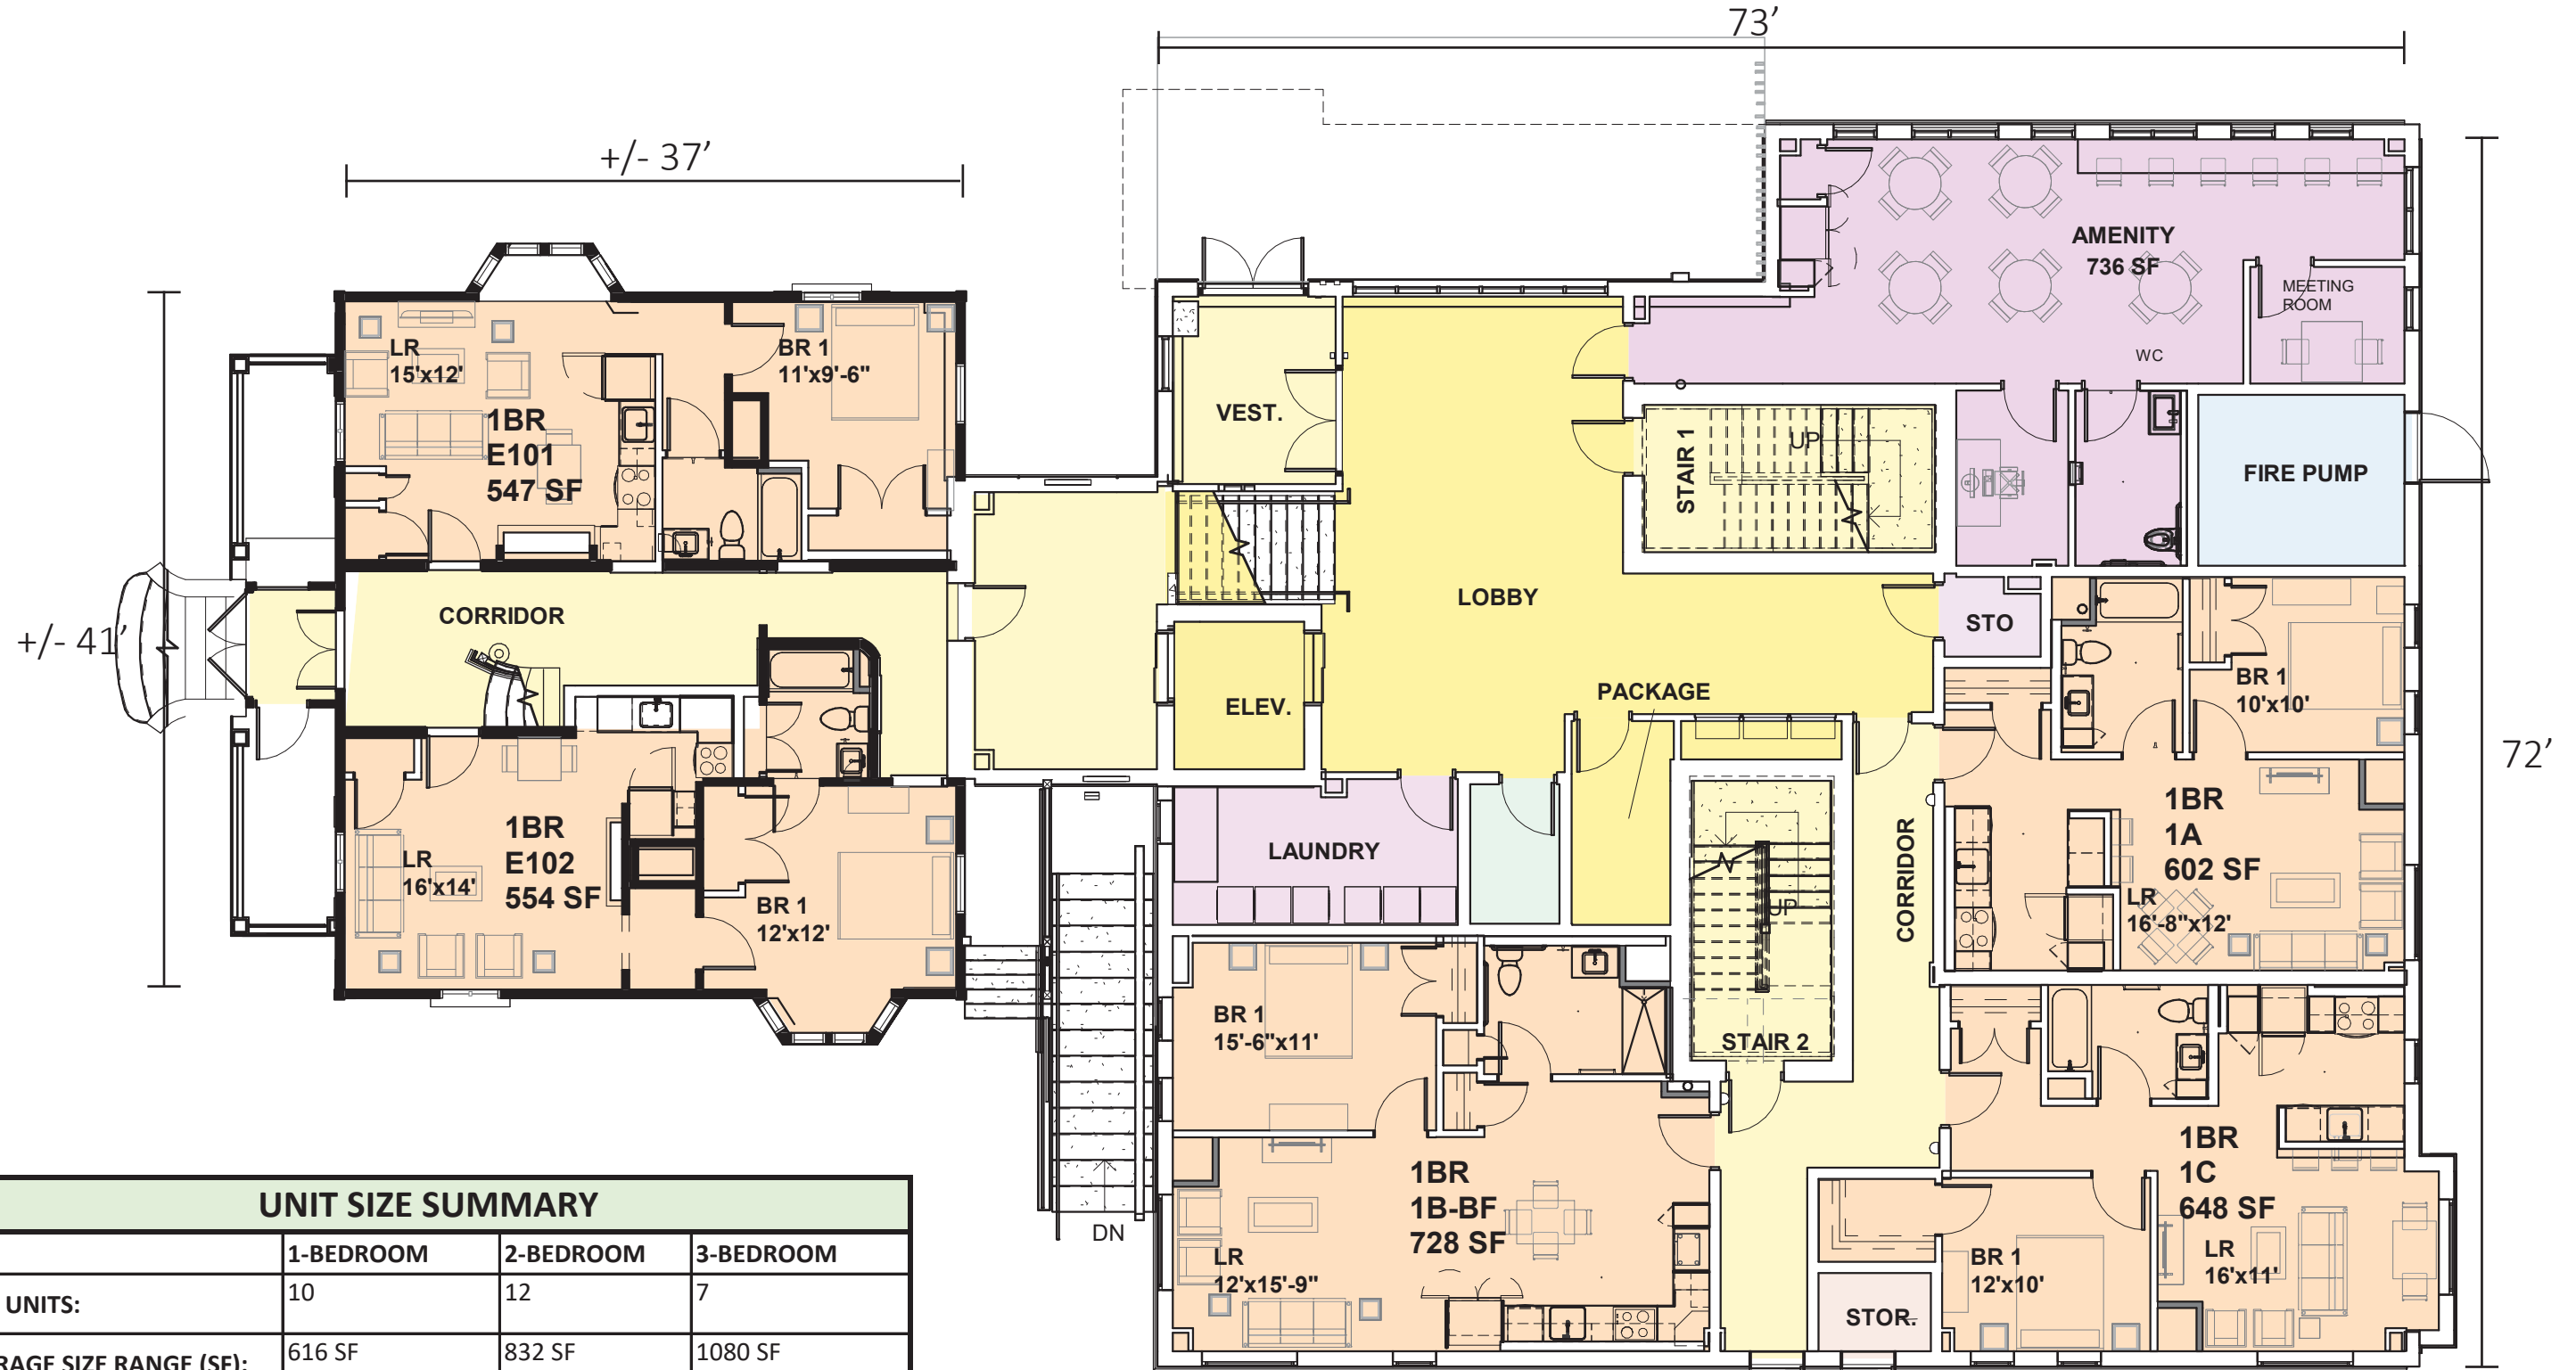 73’
+/- 37’
+/- 41’
72’
LR
15'x12'
1BR
E101
547 SF
BR 1
11'x9'-6"
CORRIDOR
1BR
E102
554 SF
LR
16'x14'
BR 1
12'x12'
VEST.
LOBBY
ELEV.
PACKAGE
STAIR 1
UP
AMENITY
736 SF
MEETING
ROOM
WC
FIRE PUMP
STO
LAUNDRY
UP
STAIR 2
CORRIDOR
BR 1
10'x10'
1BR
1A
602 SF
LR
16'-8"x12'
BR 1
15'-6"x11'
1BR
1B-BF
728 SF
LR
12'x15'-9"
DN
1BR
1C
648 SF
LR
16'x11'
BR 1
12'x10'
STOR.
UNIT SIZE SUMMARY
1-BEDROOM 2-BEDROOM 3-BEDROOM
UNITS: 10 12 7
RAGE SIZE RANGE (SF): 616 SF 832 SF 1080 SF